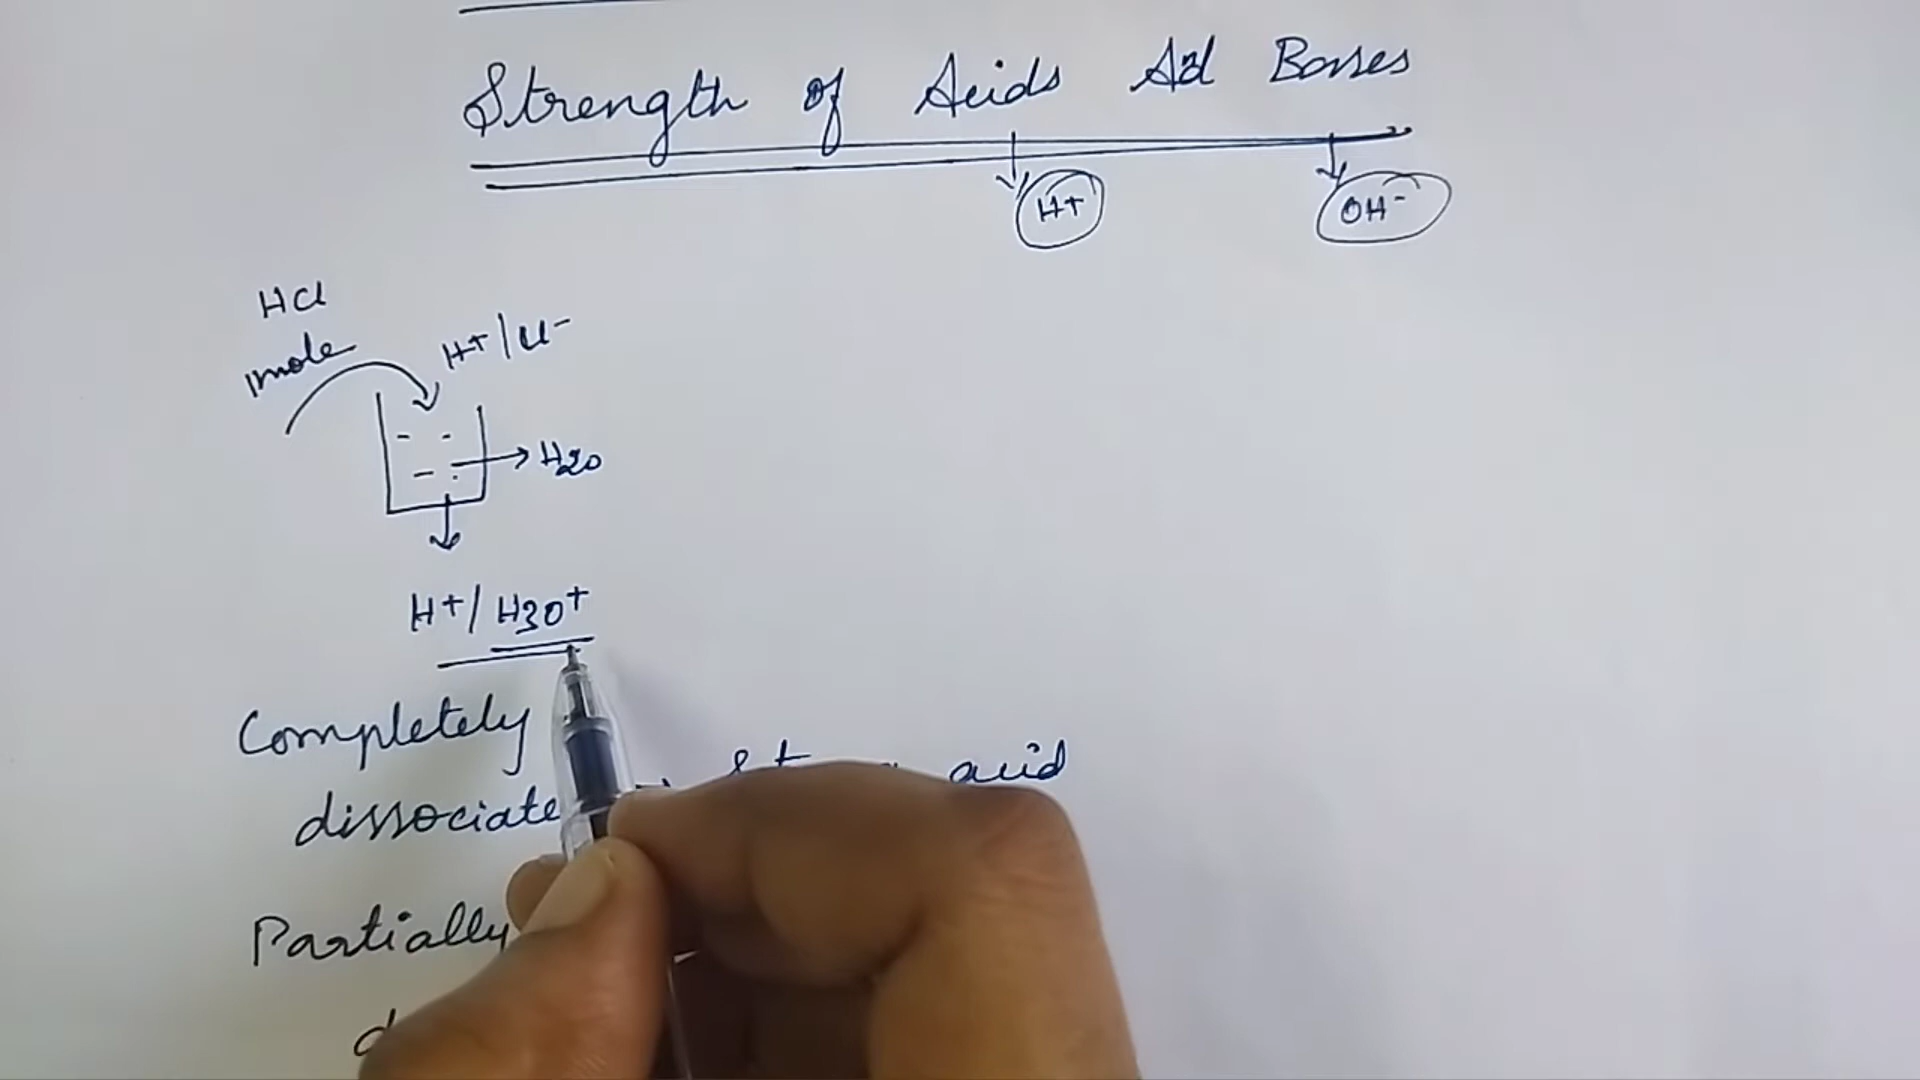 Strength of Acids And Bases
H+ OH-
HCl
1mole
H+/Cl-
H2O
H+/H3O+
Completely
dissociate acid
Partially